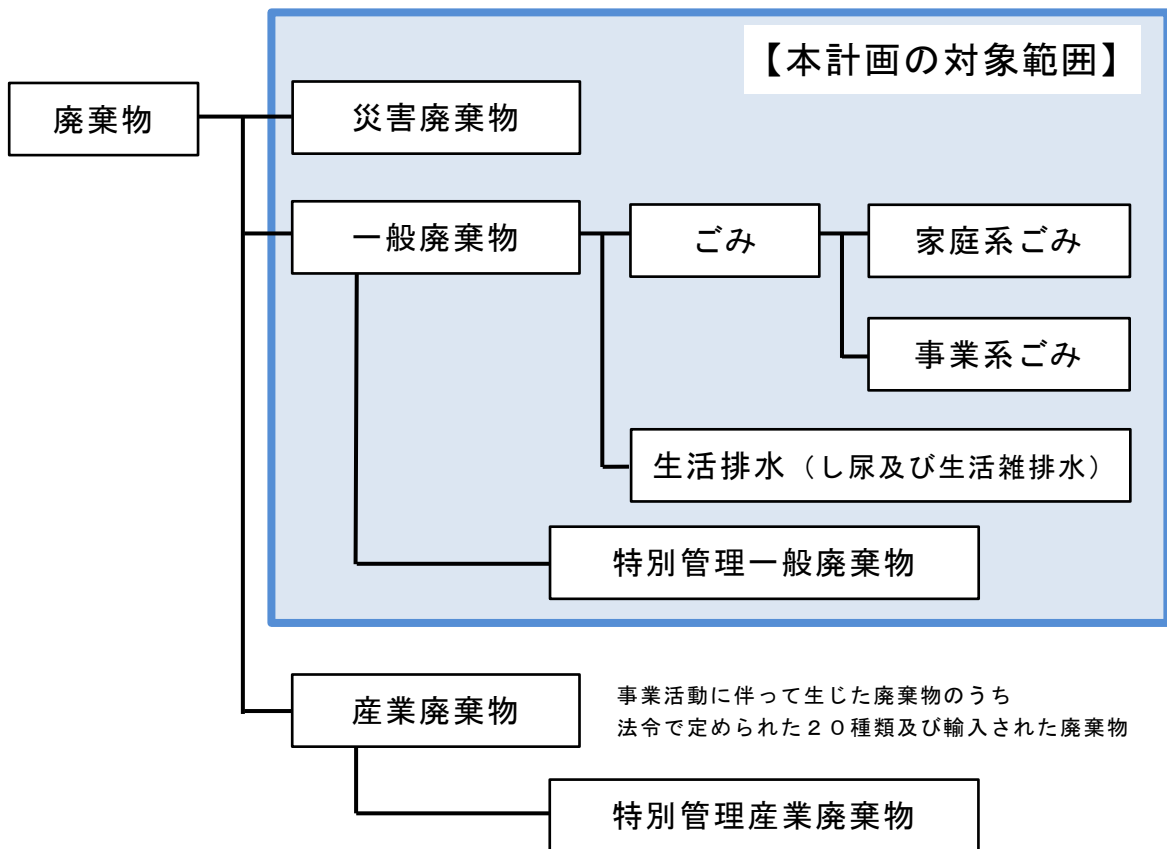 【本計画の対象範囲】
廃棄物
災害廃棄物
一般廃棄物
ごみ
家庭系ごみ
事業系ごみ
生活排水（し尿及び生活雑排水）
特別管理一般廃棄物
産業廃棄物
事業活動に伴って生じた廃棄物のうち
法令で定められた２０種類及び輸入された廃棄物
特別管理産業廃棄物